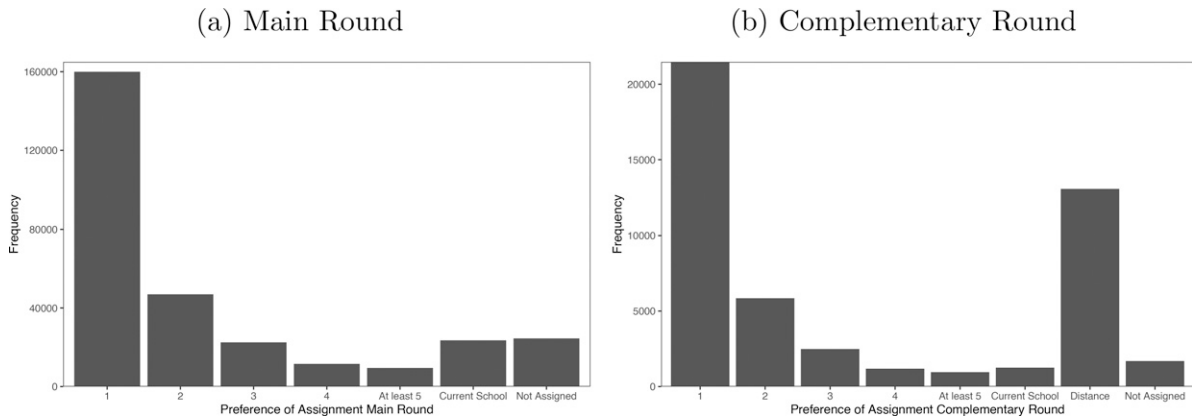 (a) Main Round
160000
120000
80000
40000
0
Frequency
1 2 3 4 At least 5 Current School Not Assigned
Preference of Assignment Main Round
(b) Complementary Round
20000
15000
10000
5000
0
Frequency
1 2 3 4 At least 5 Current School Distance Not Assigned
Preference of Assignment Complementary Round